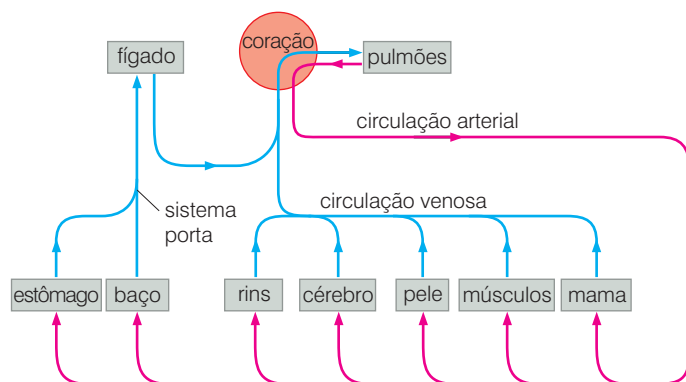 coração
fígado
pulmões
circulação arterial
circulação venosa
sistema
porta
estômago
baço
rins
cérebro
pele
músculos
mama